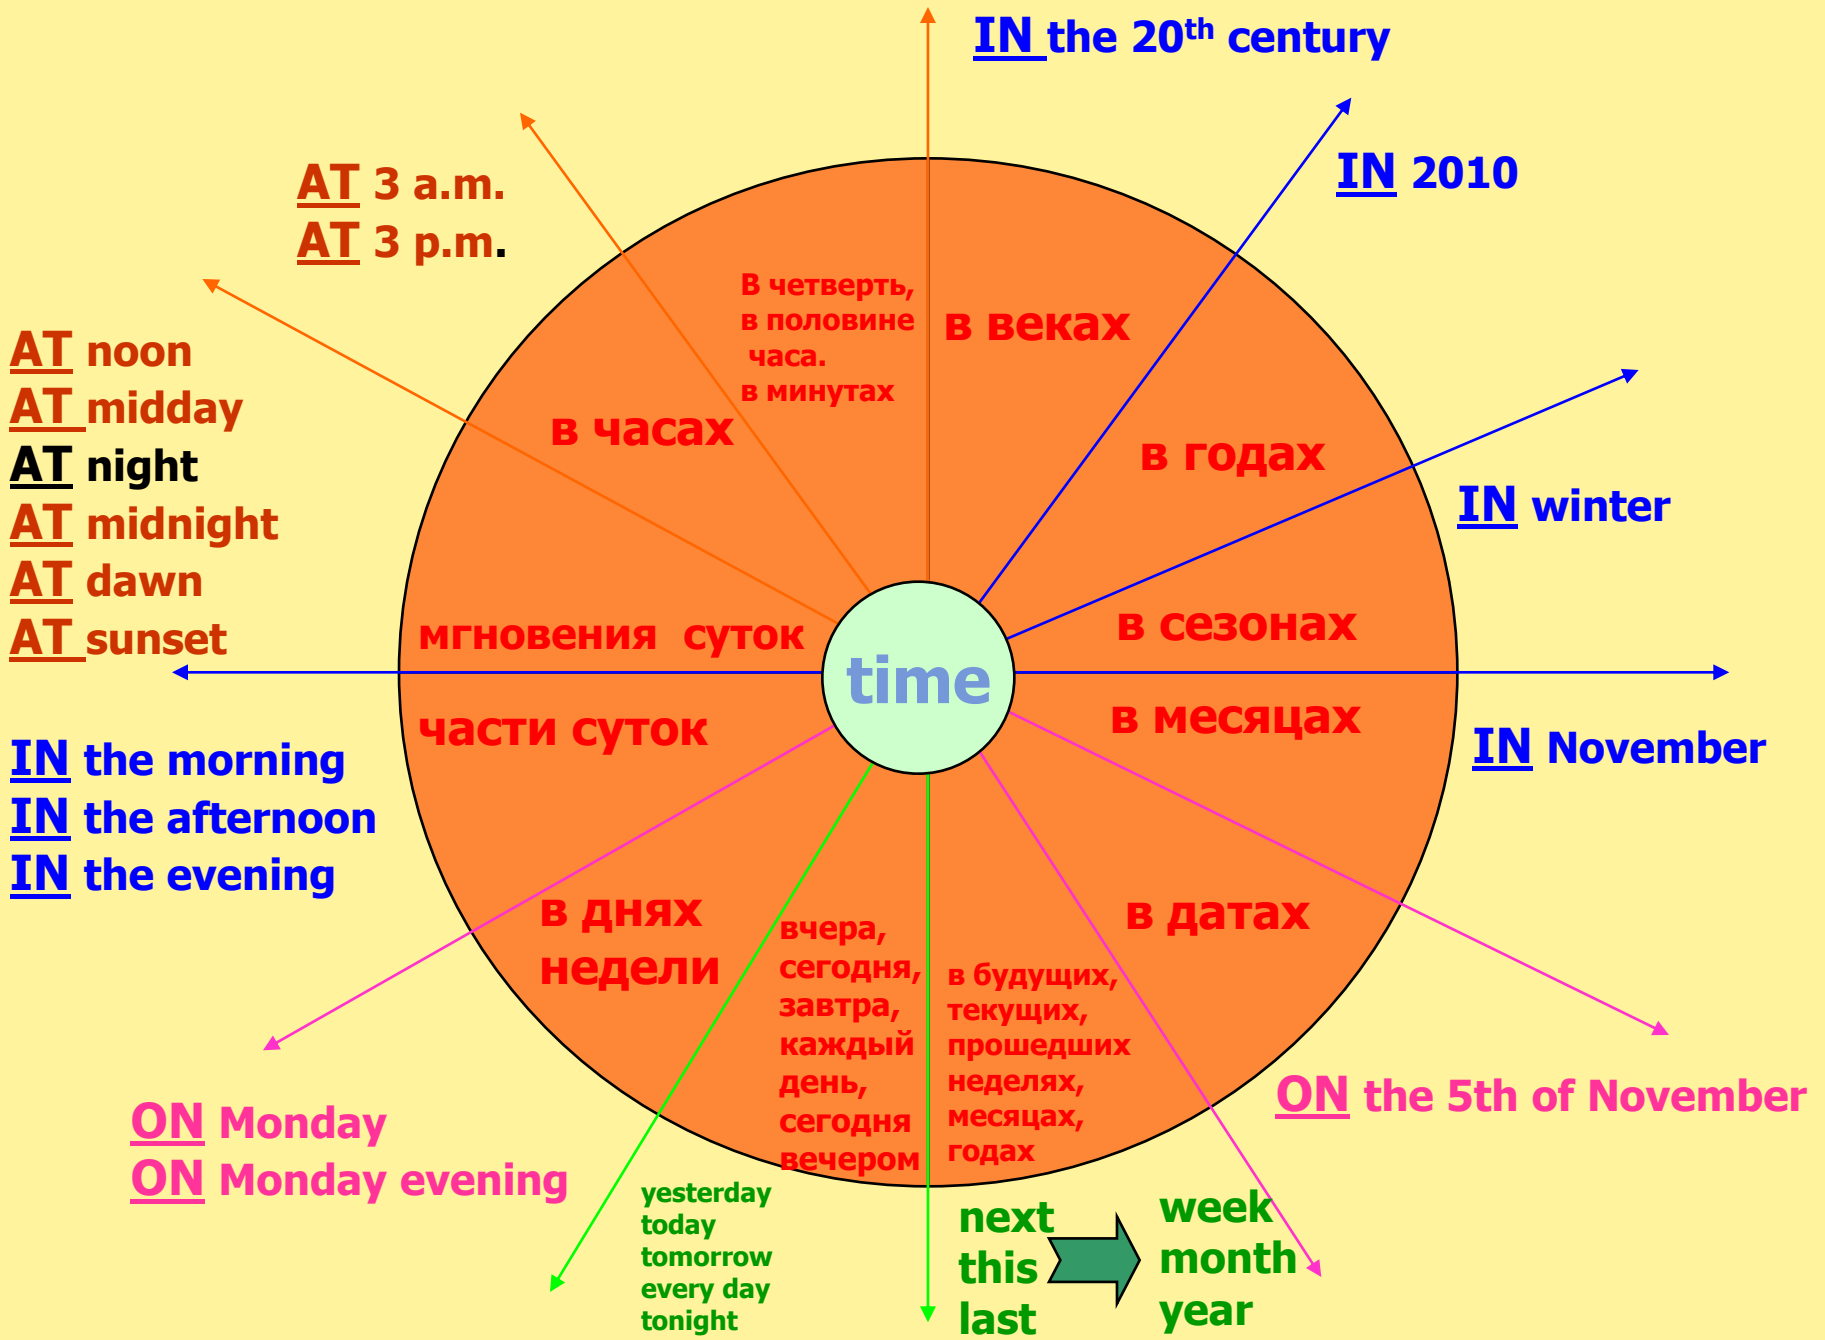 IN the 20th century
IN 2010
AT 3 a.m.
AT 3 p.m.
В четверть,
в половине
часа.
в минутах
в веках
AT noon
AT midday
AT night
AT midnight
AT dawn
AT sunset
в часах
в годах
IN winter
мгновения суток
в сезонах
time
части суток
в месяцах
IN the morning
IN the afternoon
IN the evening
IN November
в днях
недели
вчера,
сегодня,
завтра,
каждый
день,
сегодня
вечером
в будущих,
текущих,
прошедших
неделях,
месяцах,
годах
в датах
ON Monday
ON Monday evening
ON the 5th of November
yesterday
today
tomorrow
every day
tonight
next
this
last
week
month
year